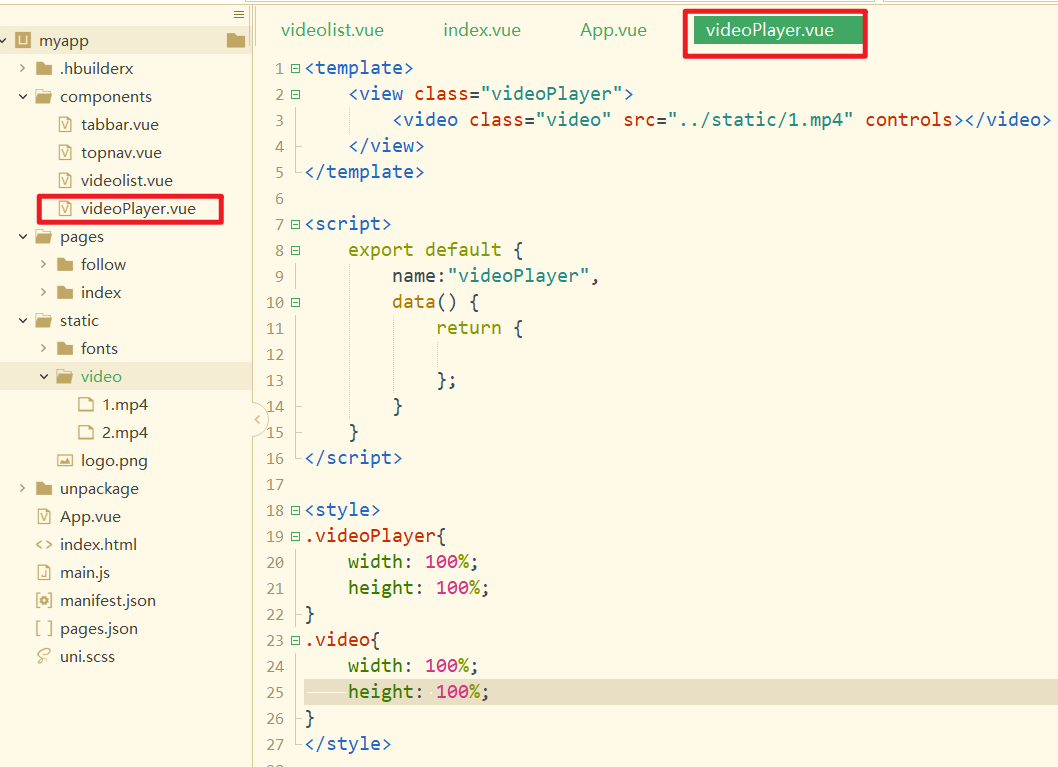 myapp
.hbuilderx
components
tabbar.vue
topnav.vue
videolist.vue
videoPlayer.vue
pages
follow
index
static
fonts
video
1.mp4
2.mp4
logo.png
unpackage
App.vue
index.html
main.js
manifest.json
pages.json
uni.scss
videolist.vue index.vue App.vue videoPlayer.vue
1 <template>
2 <view class="videoPlayer">
3 <video class="video" src="../static/1.mp4" controls></video>
4 </view>
5 </template>
6
7 <script>
8 export default {
9 name:"videoPlayer",
10 data() {
11 return {
12
13 };
14 }
15 }
16 </script>
17
18 <style>
19 .videoPlayer{
20 width: 100%;
21 height: 100%;
22 }
23 .video{
24 width: 100%;
25 height: 100%;
26 }
27 </style>